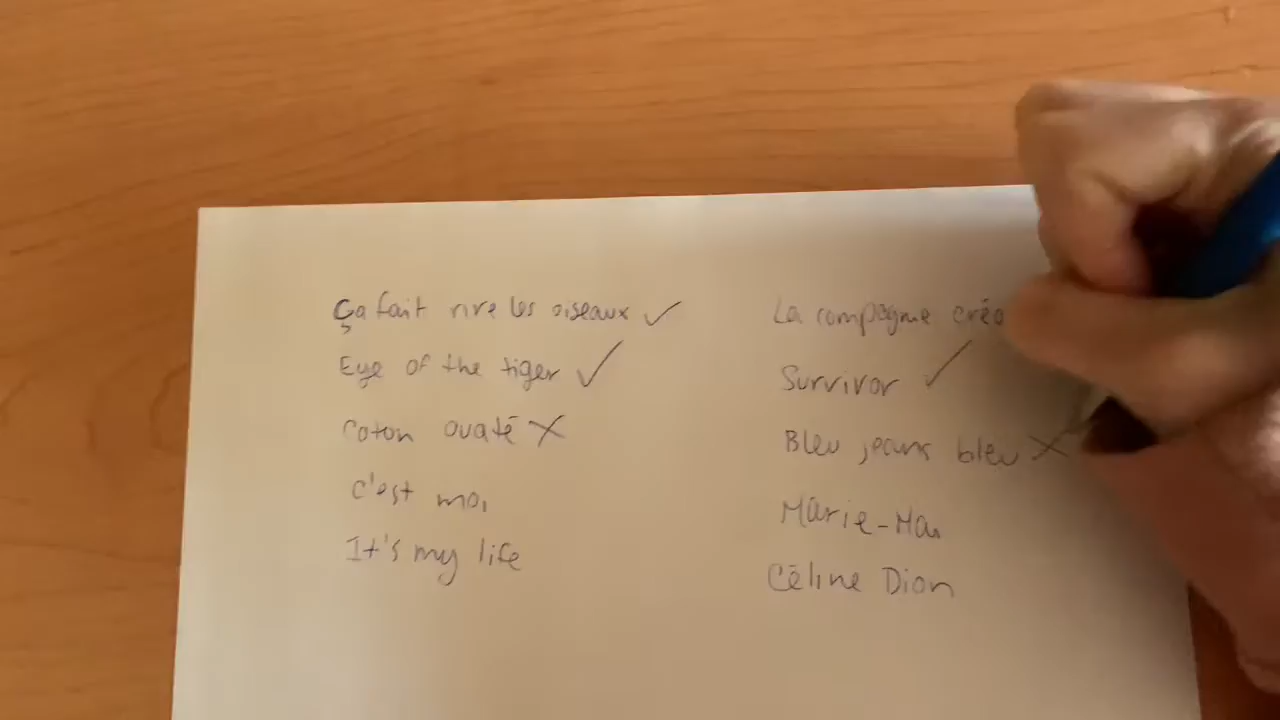 Ça fait rire les oiseaux ✓ La compagnie créo
Eye of the tiger ✓ Survivor ✓
Coton ouaté X Bleu jeans bleu X
C'est moi Marie-Mai
It's my life Céline Dion